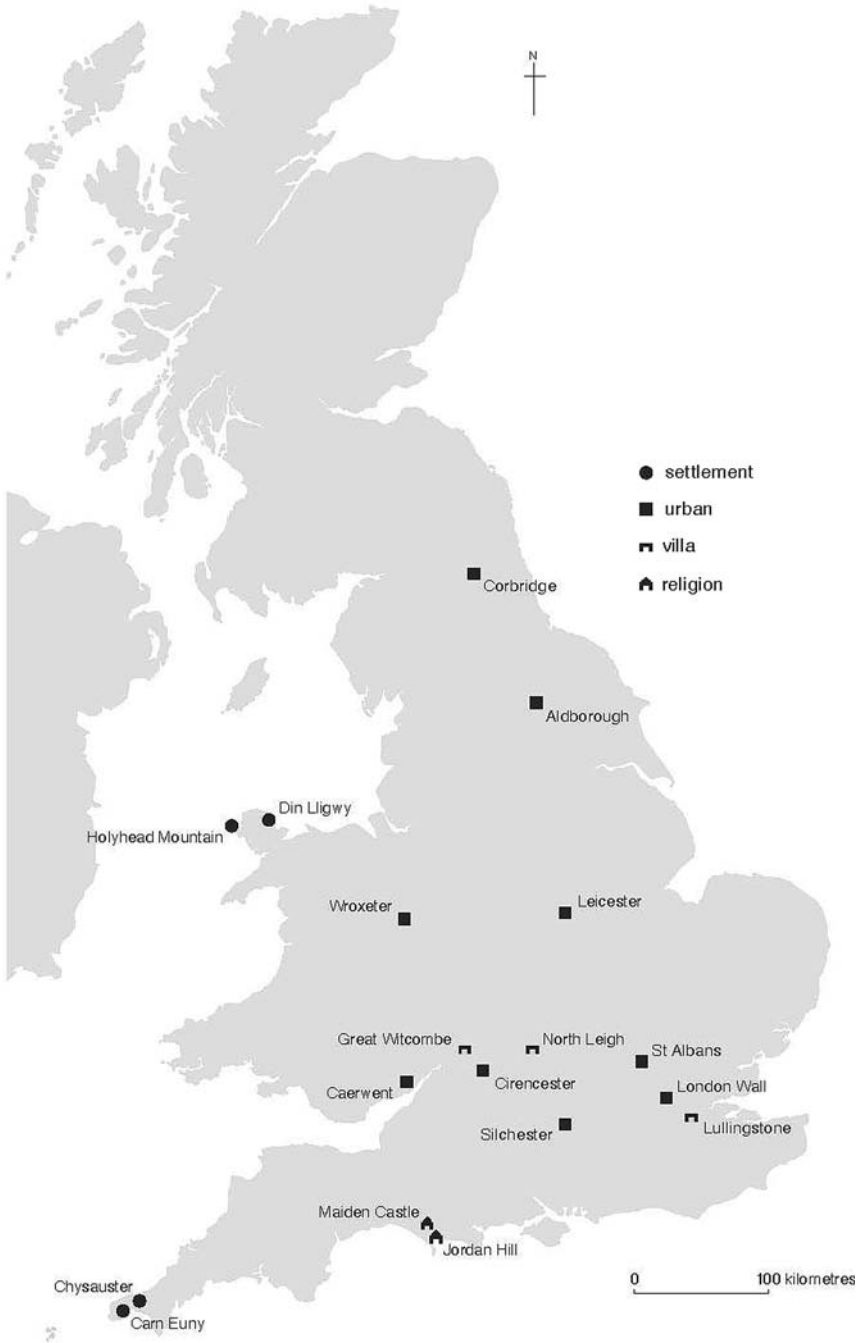 N
settlement
urban
villa
religion
Corbridge
Aldborough
Din Lligwy
Holyhead Mountain
Wroxeter
Leicester
Great Witcombe
North Leigh
St Albans
Caerwent
Cirencester
London Wall
Silchester
Lullingstone
Maiden Castle
Jordan Hill
Chysauster
Carn Euny
0 100 kilometres